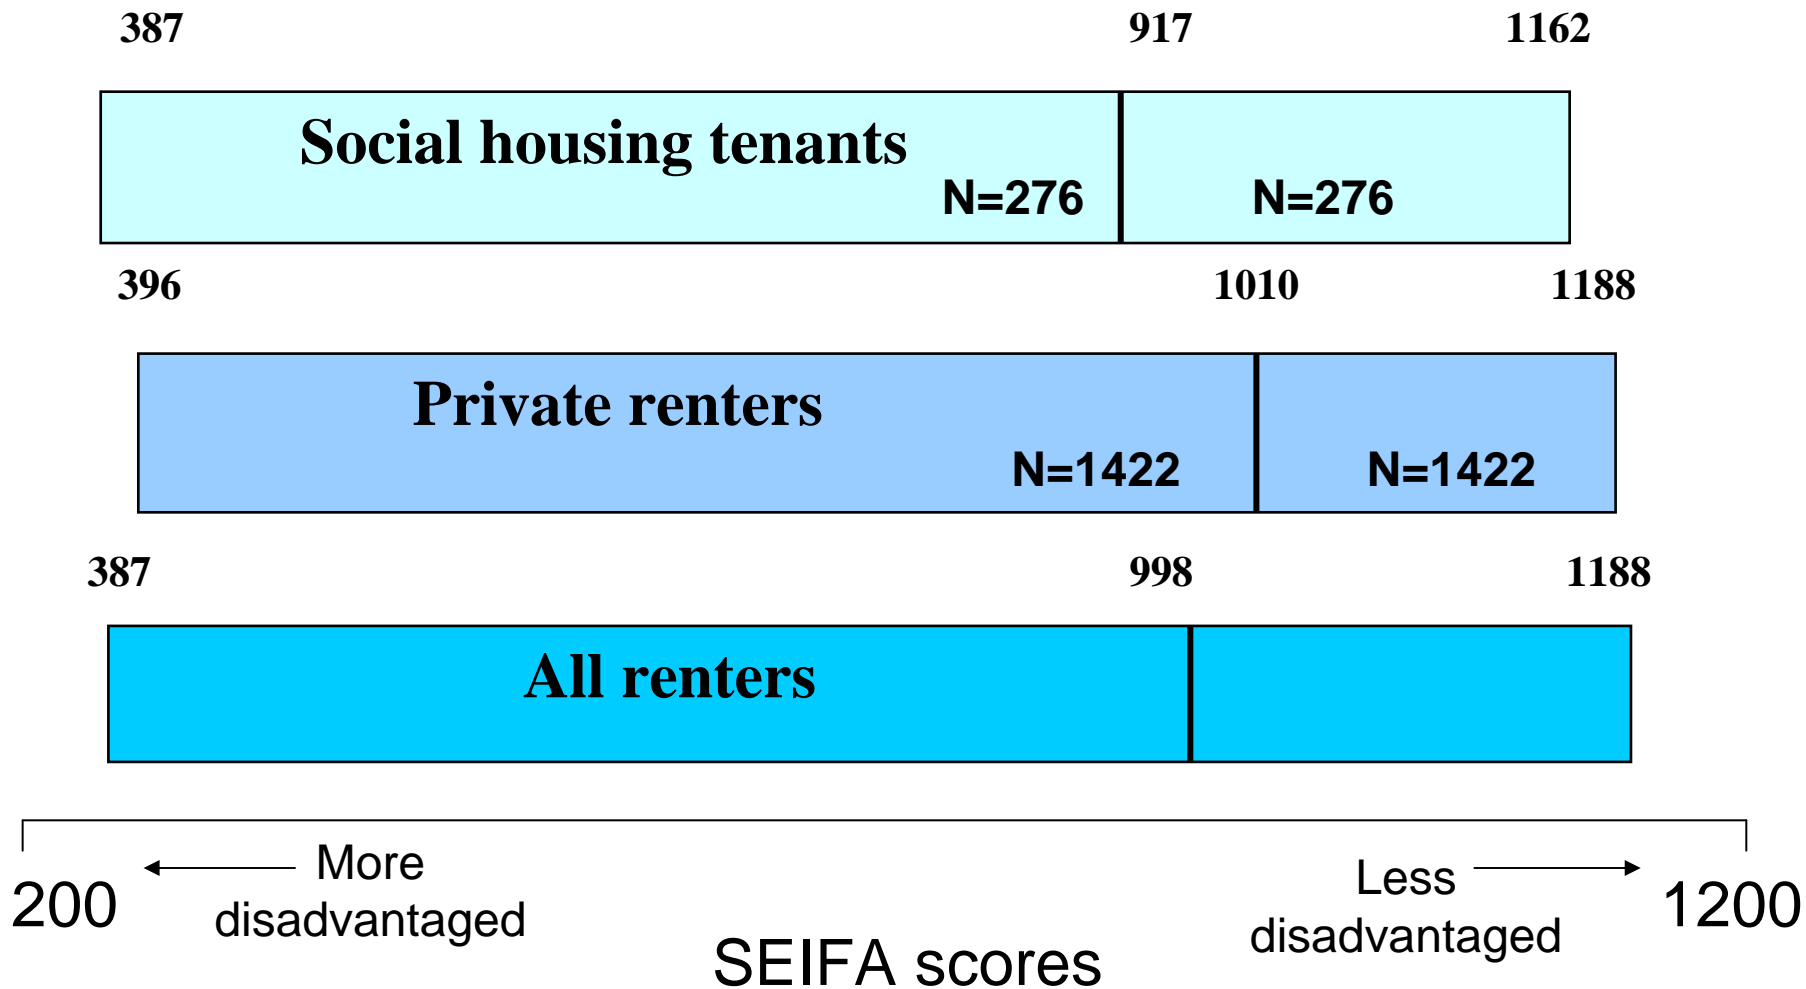 387 917 1162
Social housing tenants
N=276 N=276
396 1010 1188
Private renters
N=1422 N=1422
387 998 1188
All renters
More
disadvantaged
Less
disadvantaged
200 1200
SEIFA scores